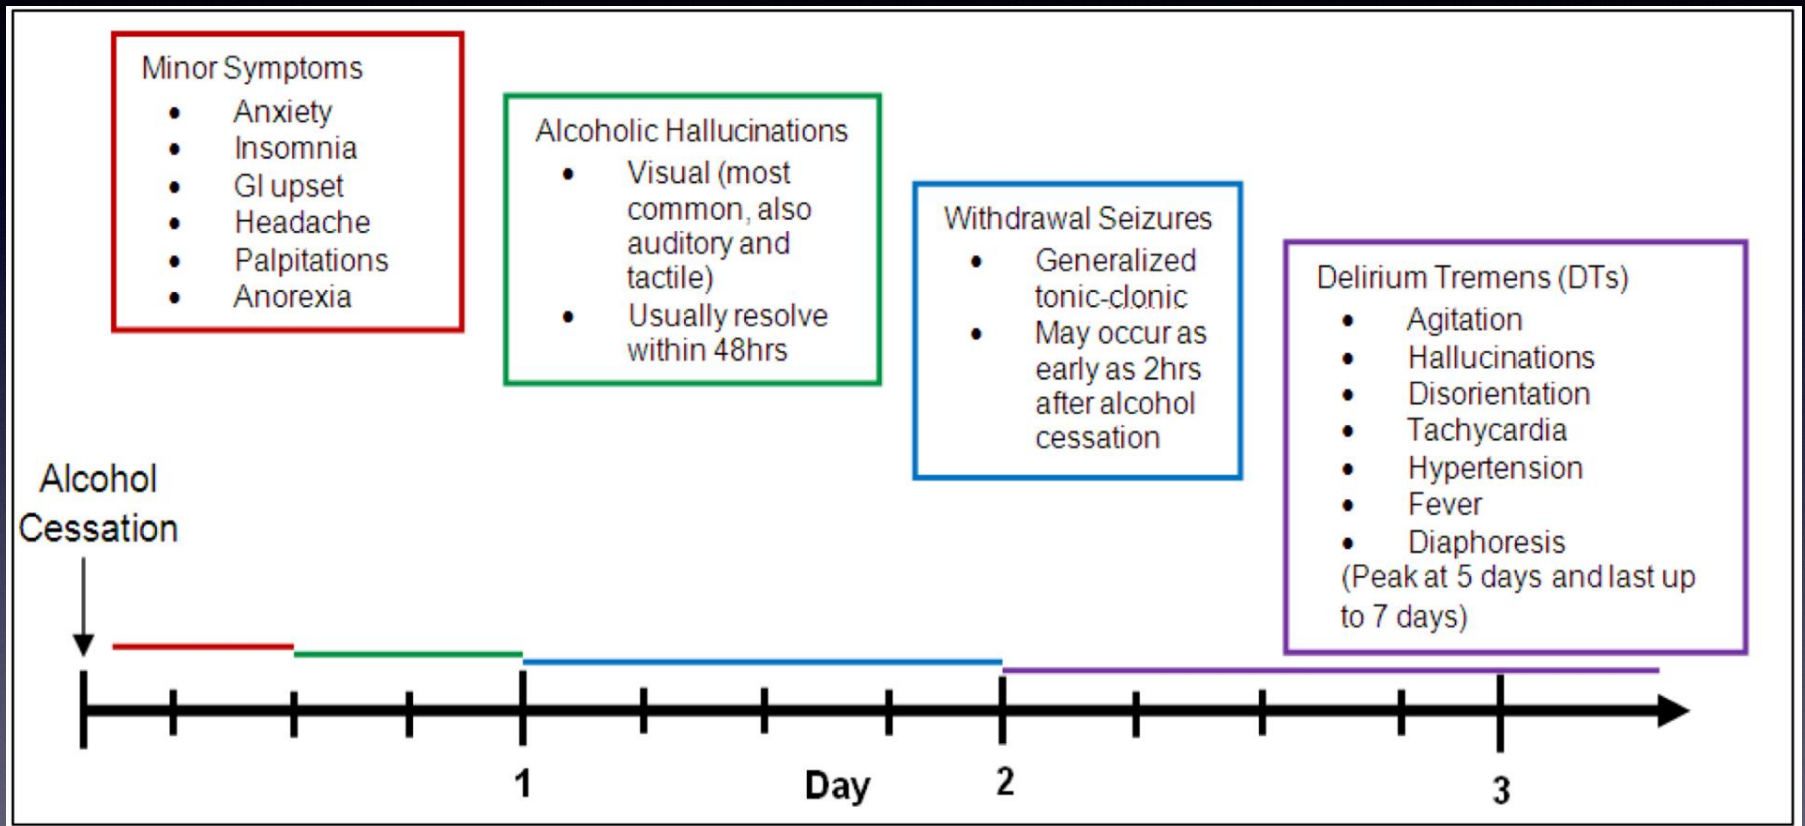 Minor Symptoms
• Anxiety
• Insomnia
• GI upset
• Headache
• Palpitations
• Anorexia
Alcoholic Hallucinations
• Visual (most
common, also
auditory and
tactile)
• Usually resolve
within 48hrs
Withdrawal Seizures
• Generalized
tonic-clonic
• May occur as
early as 2hrs
after alcohol
cessation
Delirium Tremens (DTs)
• Agitation
• Hallucinations
• Disorientation
• Tachycardia
• Hypertension
• Fever
• Diaphoresis
(Peak at 5 days and last up
to 7 days)
Alcohol
Cessation
1 Day 2 3